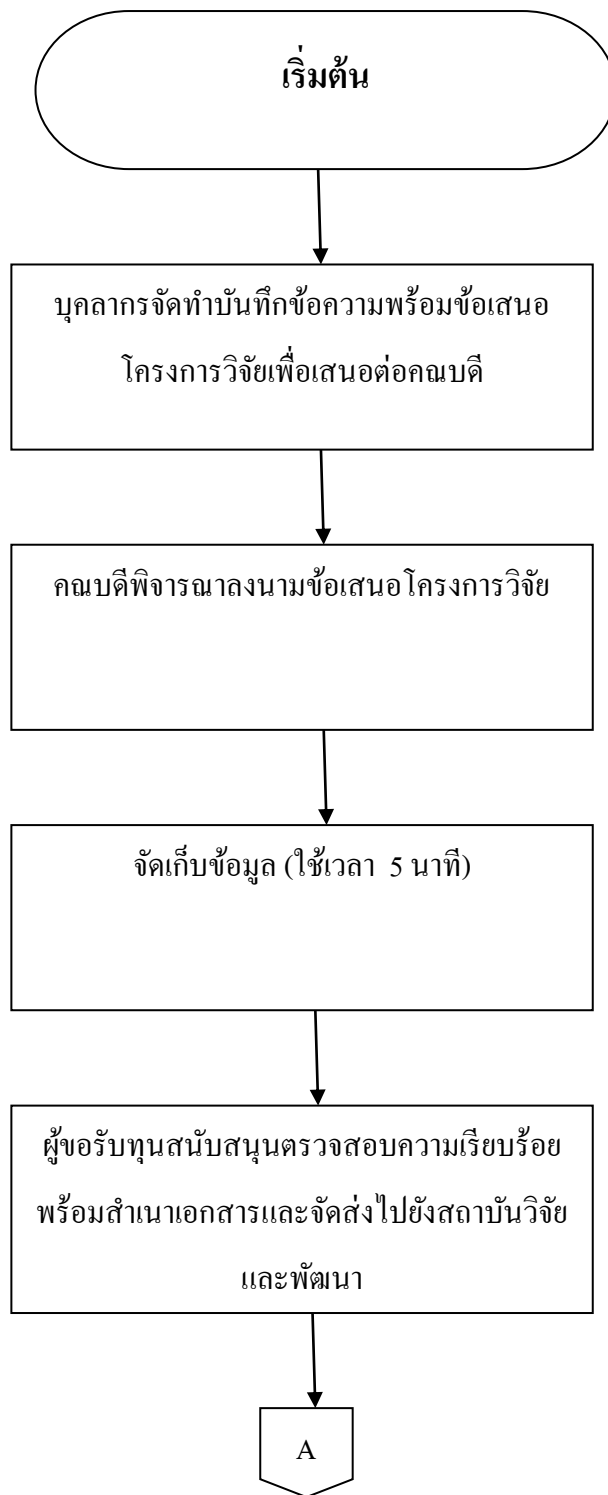 เริ่มต้น
บุคลากรจัดทำบันทึกข้อความพร้อมข้อเสนอ
โครงการวิจัยเพื่อเสนอต่อคณบดี
คณบดีพิจารณาลงนามข้อเสนอโครงการวิจัย
จัดเก็บข้อมูล (ใช้เวลา 5 นาที)
ผู้ขอรับทุนสนับสนุนตรวจสอบความเรียบร้อย
พร้อมสำเนาเอกสารและจัดส่งไปยังสถาบันวิจัย
และพัฒนา
A